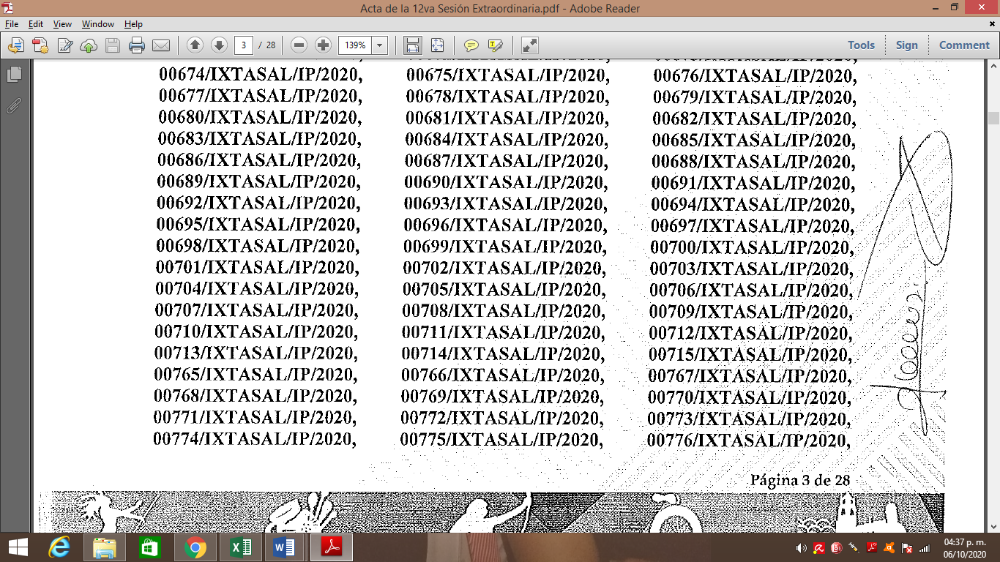 Acta de la 12va Sesión Extraordinaria.pdf - Adobe Reader
File Edit View Window Help
3 / 28 139% Tools Sign Comment
00674/IXTASAL/IP/2020, 00675/IXTASAL/IP/2020, 00676/IXTASAL/IP/2020,
00677/IXTASAL/IP/2020, 00678/IXTASAL/IP/2020, 00679/IXTASAL/IP/2020,
00680/IXTASAL/IP/2020, 00681/IXTASAL/IP/2020, 00682/IXTASAL/IP/2020,
00683/IXTASAL/IP/2020, 00684/IXTASAL/IP/2020, 00685/IXTASAL/IP/2020,
00686/IXTASAL/IP/2020, 00687/IXTASAL/IP/2020, 00688/IXTASAL/IP/2020,
00689/IXTASAL/IP/2020, 00690/IXTASAL/IP/2020, 00691/IXTASAL/IP/2020,
00692/IXTASAL/IP/2020, 00693/IXTASAL/IP/2020, 00694/IXTASAL/IP/2020,
00695/IXTASAL/IP/2020, 00696/IXTASAL/IP/2020, 00697/IXTASAL/IP/2020,
00698/IXTASAL/IP/2020, 00699/IXTASAL/IP/2020, 00700/IXTASAL/IP/2020,
00701/IXTASAL/IP/2020, 00702/IXTASAL/IP/2020, 00703/IXTASAL/IP/2020,
00704/IXTASAL/IP/2020, 00705/IXTASAL/IP/2020, 00706/IXTASAL/IP/2020,
00707/IXTASAL/IP/2020, 00708/IXTASAL/IP/2020, 00709/IXTASAL/IP/2020,
00710/IXTASAL/IP/2020, 00711/IXTASAL/IP/2020, 00712/IXTASAL/IP/2020,
00713/IXTASAL/IP/2020, 00714/IXTASAL/IP/2020, 00715/IXTASAL/IP/2020,
00765/IXTASAL/IP/2020, 00766/IXTASAL/IP/2020, 00767/IXTASAL/IP/2020,
00768/IXTASAL/IP/2020, 00769/IXTASAL/IP/2020, 00770/IXTASAL/IP/2020,
00771/IXTASAL/IP/2020, 00772/IXTASAL/IP/2020, 00773/IXTASAL/IP/2020,
00774/IXTASAL/IP/2020, 00775/IXTASAL/IP/2020, 00776/IXTASAL/IP/2020,
Página 3 de 28
04:37 p. m.
06/10/2020